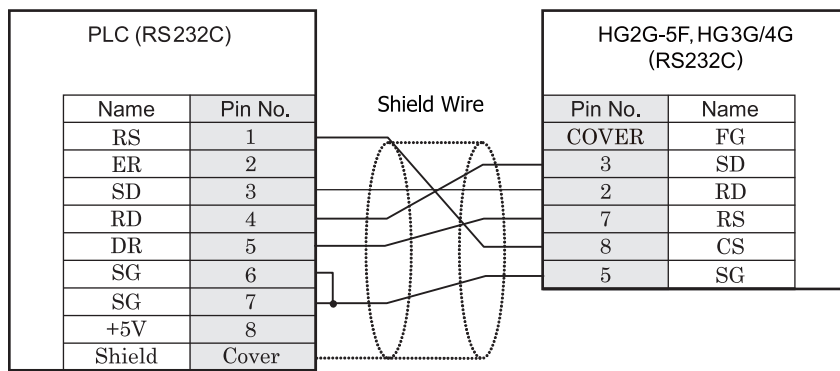 PLC (RS232C)
HG2G-5F, HG3G/4G
(RS232C)
Shield Wire
Name Pin No.
RS 1
ER 2
SD 3
RD 4
DR 5
SG 6
SG 7
+5V 8
Shield Cover
Pin No. Name
COVER FG
3 SD
2 RD
7 RS
8 CS
5 SG